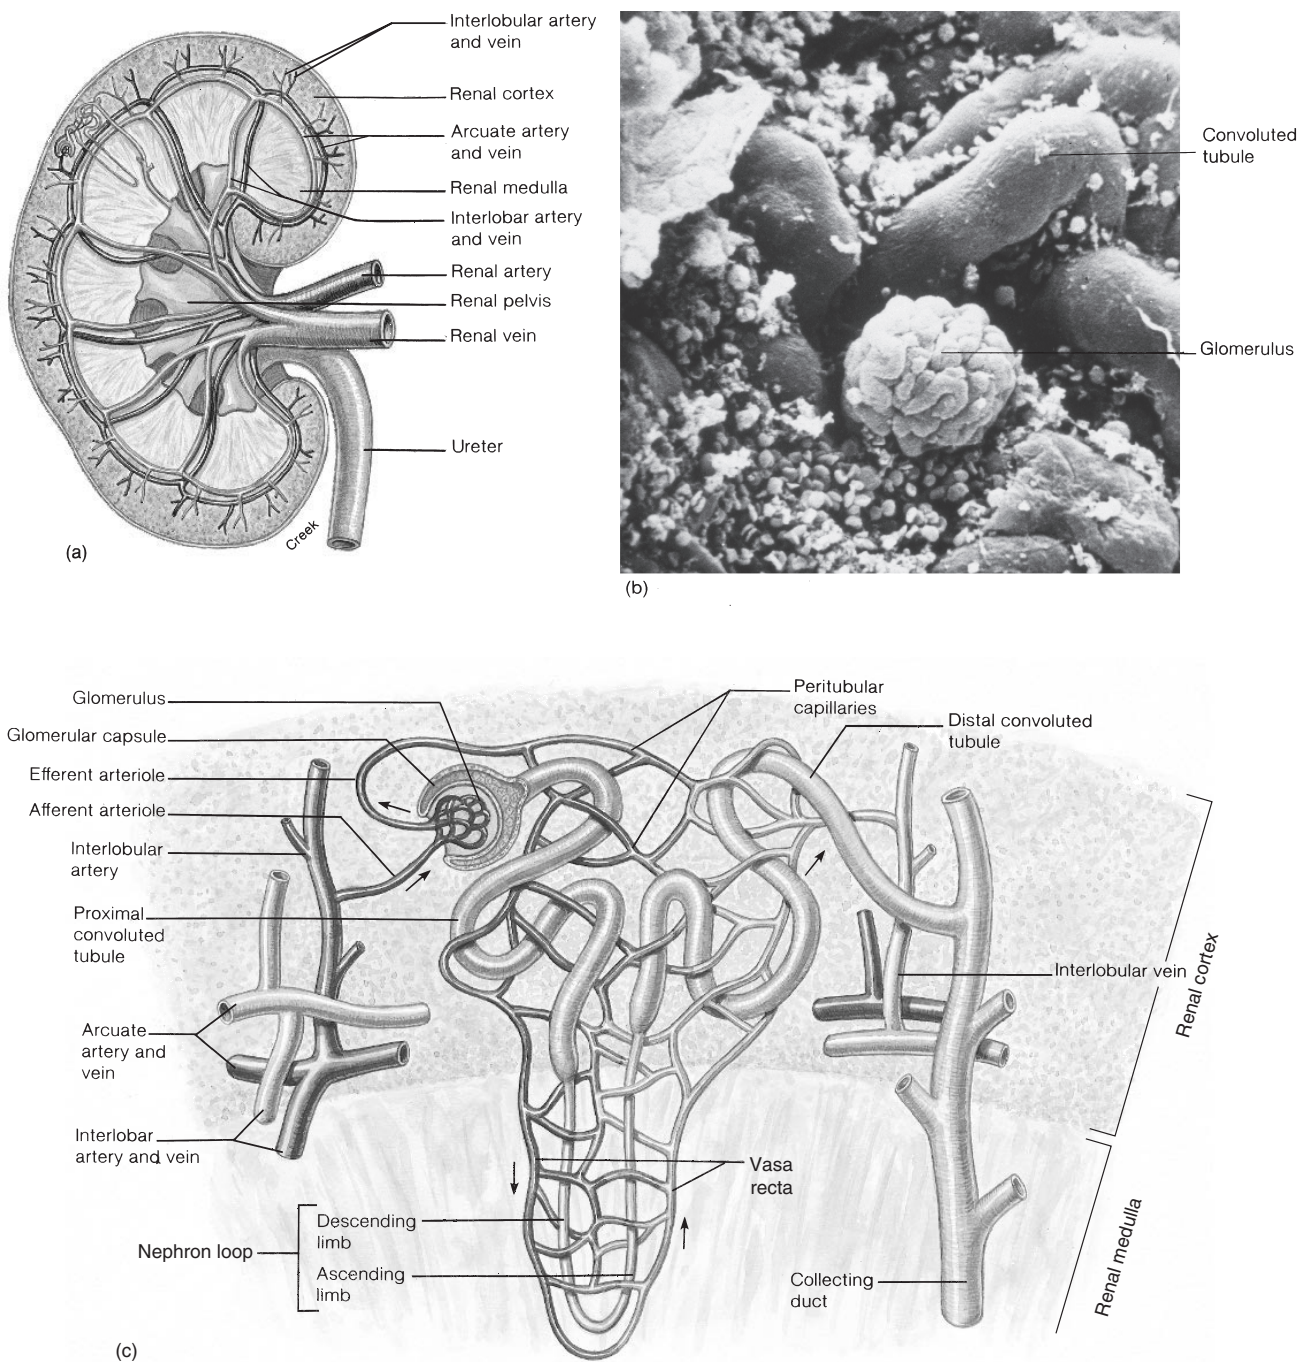 Interlobular artery
and vein
Renal cortex
Arcuate artery
and vein
Renal medulla
Interlobar artery
and vein
Renal artery
Renal pelvis
Renal vein
Ureter
Creek
(a)
Convoluted
tubule
Glomerulus
(b)
Glomerulus
Glomerular capsule
Efferent arteriole
Afferent arteriole
Interlobular
artery
Proximal
convoluted
tubule
Arcuate
artery and
vein
Interlobar
artery and vein
Nephron loop
Descending
limb
Ascending
limb
Peritubular
capillaries
Distal convoluted
tubule
Interlobular vein
Renal cortex
Vasa
recta
Collecting
duct
Renal medulla
(c)